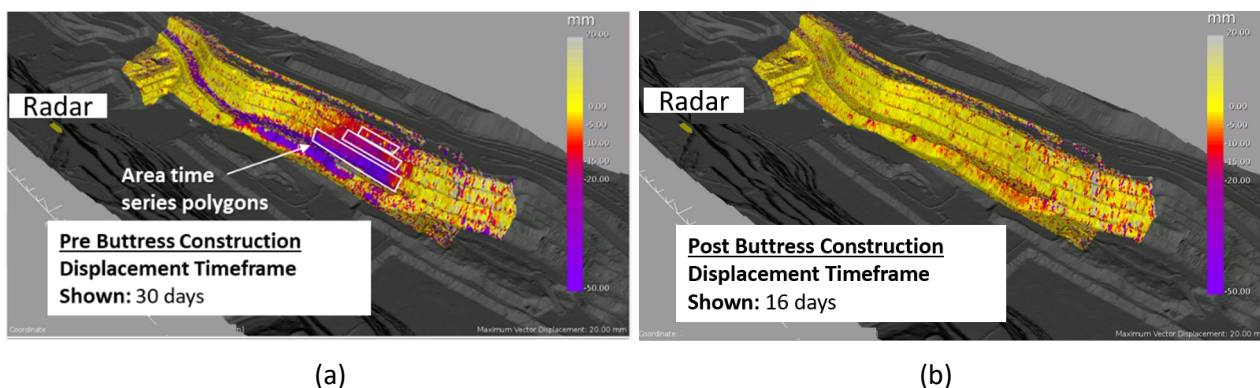 mm
20.00
0.00
-5.00
-10.00
-15.00
-20.00
-50.00
Radar
Area time
series polygons
Pre Buttress Construction
Displacement Timeframe
Shown: 30 days
Coordinate
Maximum Vector Displacement: 20.00 mm
(a)
mm
20.00
0.00
-5.00
-10.00
-15.00
-20.00
-50.00
Radar
Post Buttress Construction
Displacement Timeframe
Shown: 16 days
Coordinate
Maximum Vector Displacement: 20.00 mm
(b)